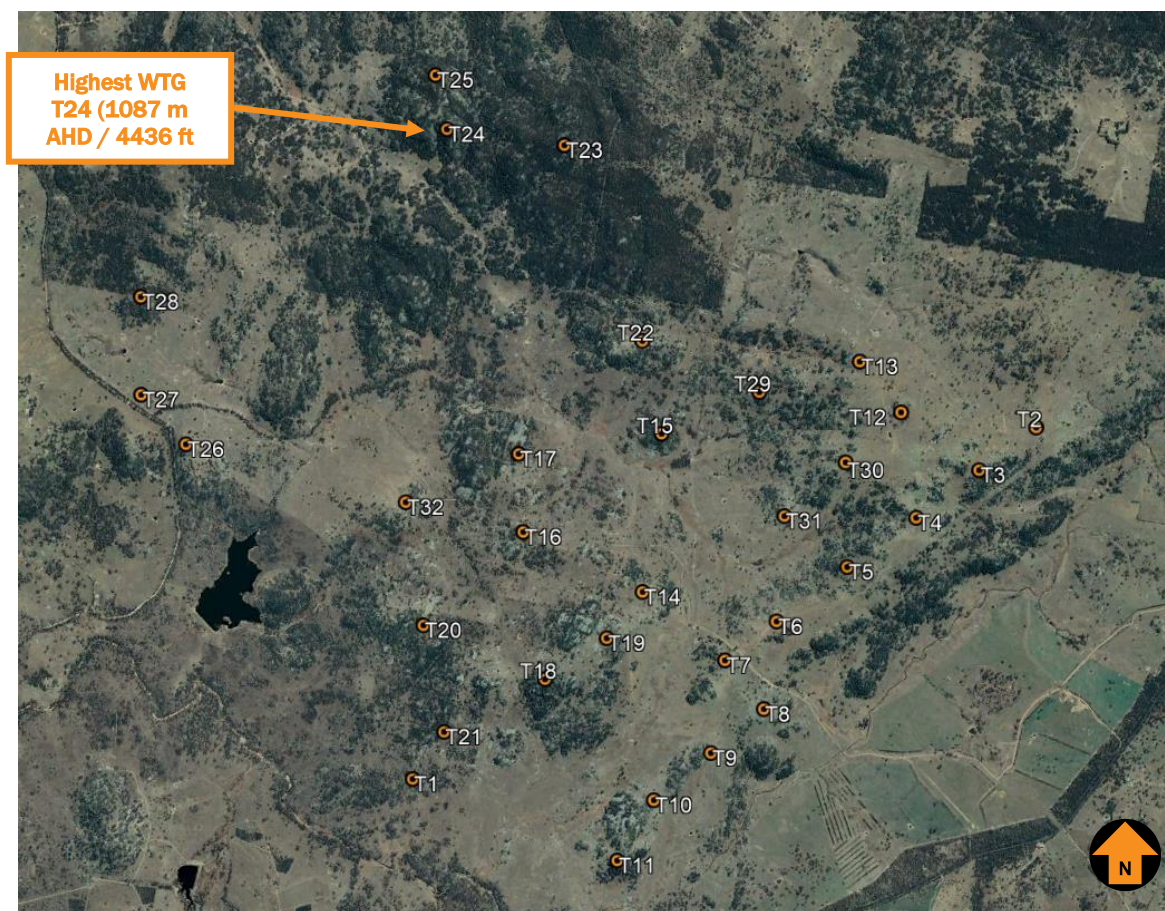 Highest WTG
T24 (1087 m
AHD / 4436 ft
T25
T24
T23
T28
T22
T13
T29
T27
T12
T2
T15
T26
T17
T30
T3
T32
T31
T4
T16
T5
T14
T6
T20
T19
T7
T18
T8
T21
T9
T1
T10
T11
N